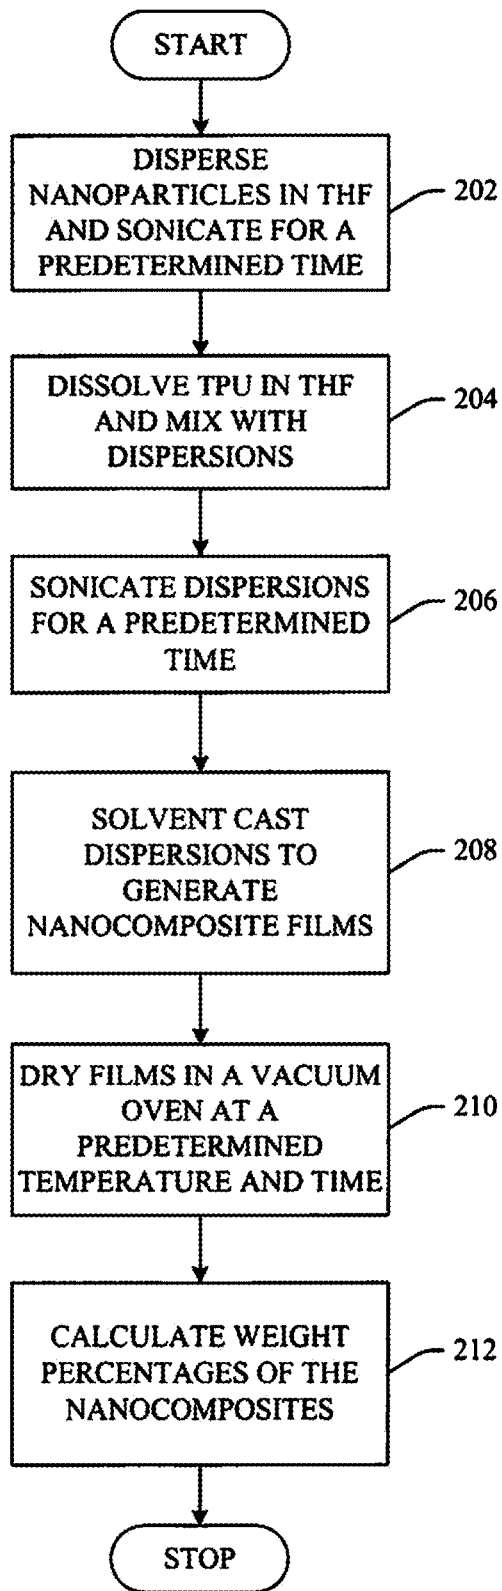 START
DISPERSE
NANOPARTICLES IN THF
AND SONICATE FOR A
PREDETERMINED TIME
202
DISSOLVE TPU IN THF
AND MIX WITH
DISPERSIONS
204
SONICATE DISPERSIONS
FOR A PREDETERMINED
TIME
206
SOLVENT CAST
DISPERSIONS TO
GENERATE
NANOCOMPOSITE FILMS
208
DRY FILMS IN A VACUUM
OVEN AT A
PREDETERMINED
TEMPERATURE AND TIME
210
CALCULATE WEIGHT
PERCENTAGES OF THE
NANOCOMPOSITES
212
STOP